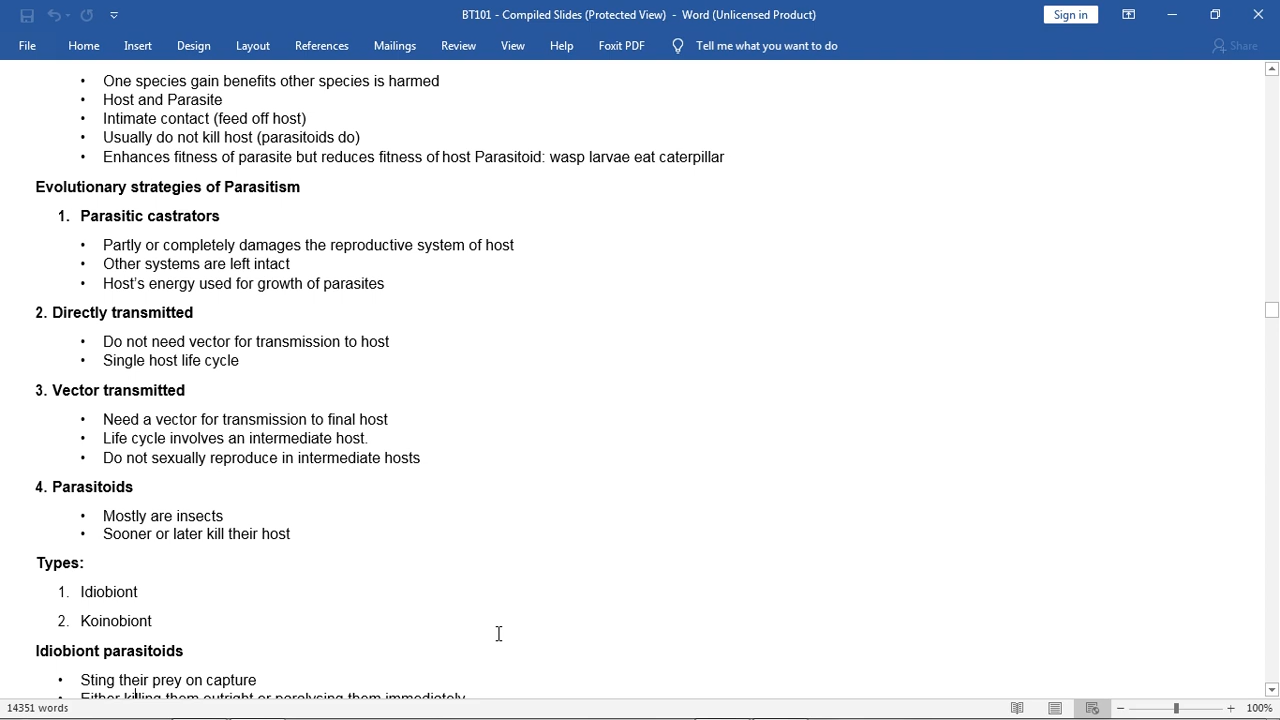 BT101 - Compiled Slides (Protected View) - Word (Unlicensed Product)
Sign in
File Home Insert Design Layout References Mailings Review View Help Foxit PDF Tell me what you want to do Share
• One species gain benefits other species is harmed
• Host and Parasite
• Intimate contact (feed off host)
• Usually do not kill host (parasitoids do)
• Enhances fitness of parasite but reduces fitness of host Parasitoid: wasp larvae eat caterpillar
Evolutionary strategies of Parasitism
1. Parasitic castrators
• Partly or completely damages the reproductive system of host
• Other systems are left intact
• Host's energy used for growth of parasites
2. Directly transmitted
• Do not need vector for transmission to host
• Single host life cycle
3. Vector transmitted
• Need a vector for transmission to final host
• Life cycle involves an intermediate host.
• Do not sexually reproduce in intermediate hosts
4. Parasitoids
• Mostly are insects
• Sooner or later kill their host
Types:
1. Idiobiont
2. Koinobiont
Idiobiont parasitoids
• Sting their prey on capture
• Either killing them outright or paralysing them immediately
14351 words
100%